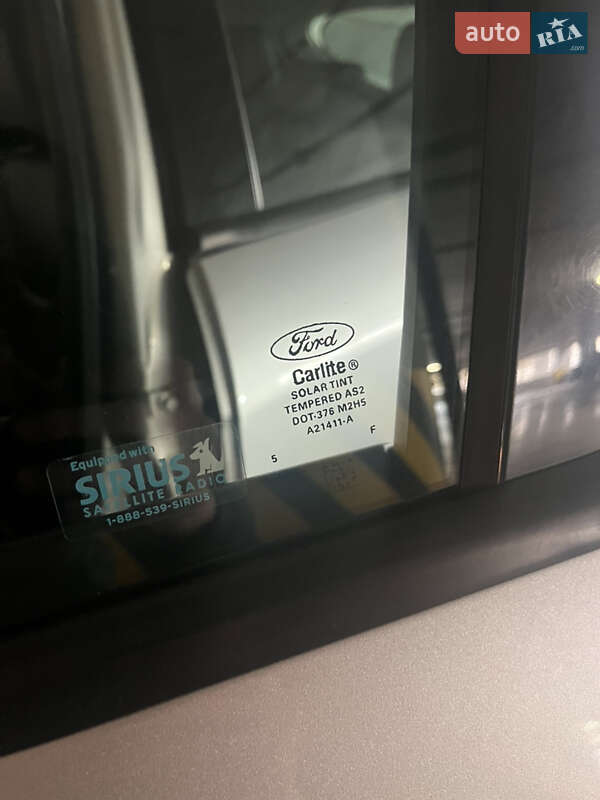 auto RIA
.com
Ford
Carlite®
SOLAR TINT
TEMPERED AS2
DOT-376 M2H5
A21411-A
5 F
Equipped with
SIRIUS
SATELLITE RADIO
1-888-539-SIRIUS